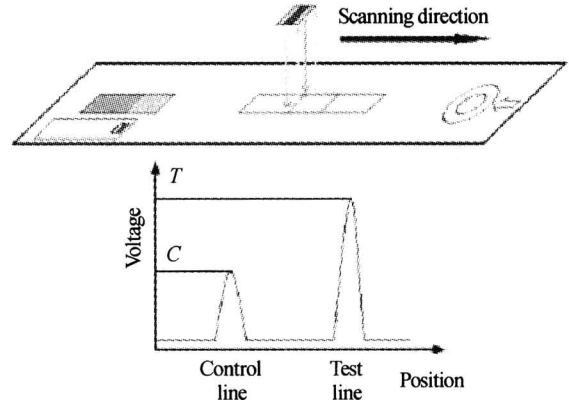 Scanning direction
T
Voltage
C
Control
line
Test
line
Position